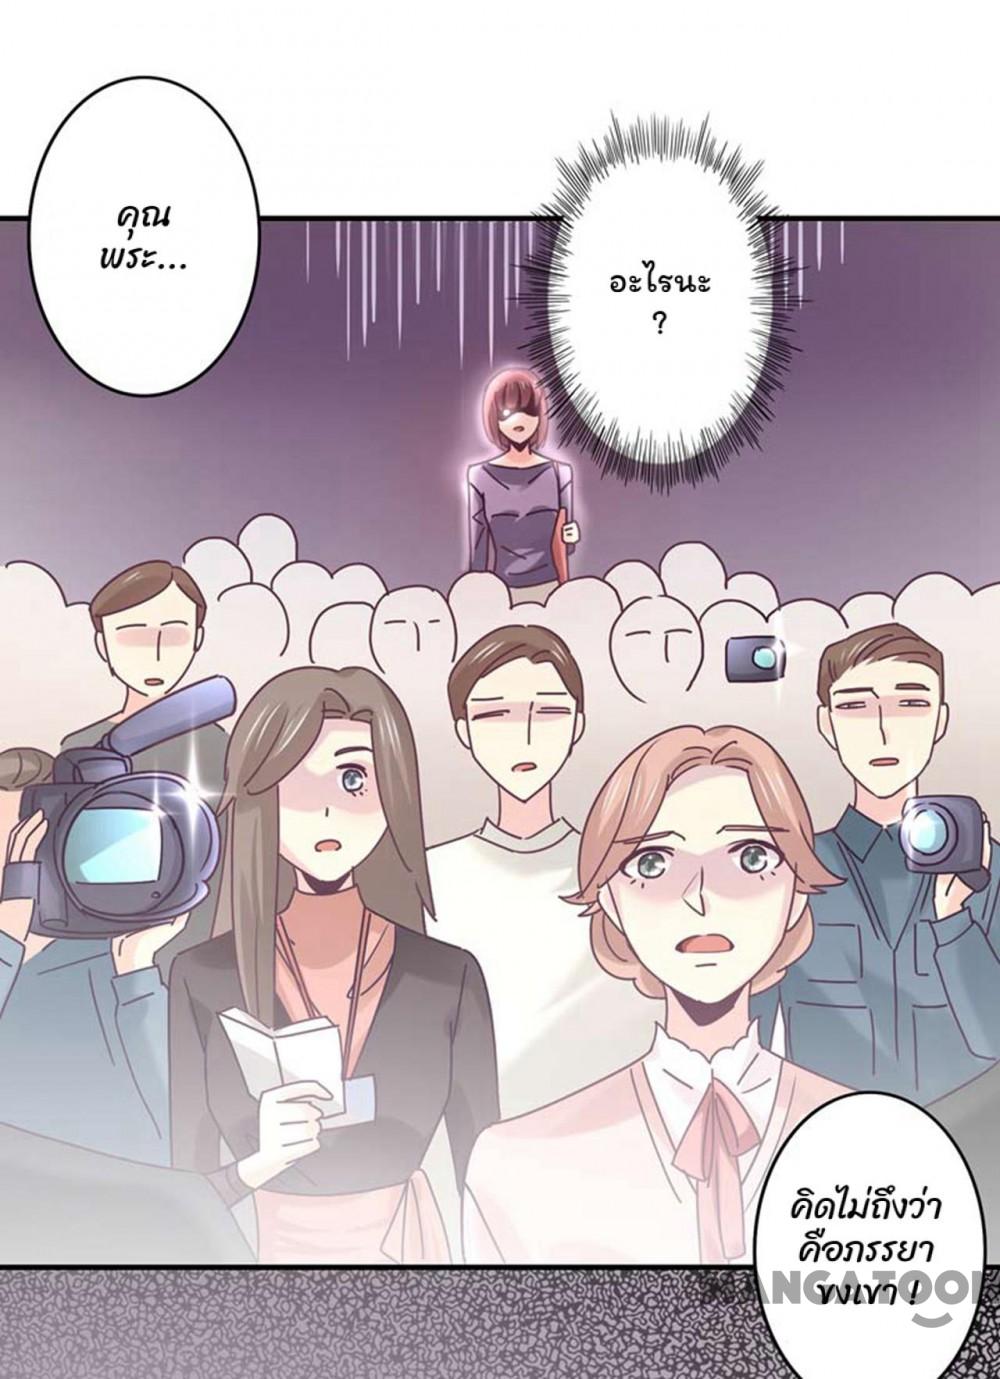 คุณ
พระ...
อะไรนะ
?
คิดไม่ถึงว่า
คือภรรยา
ของเขา !
MANGATOON